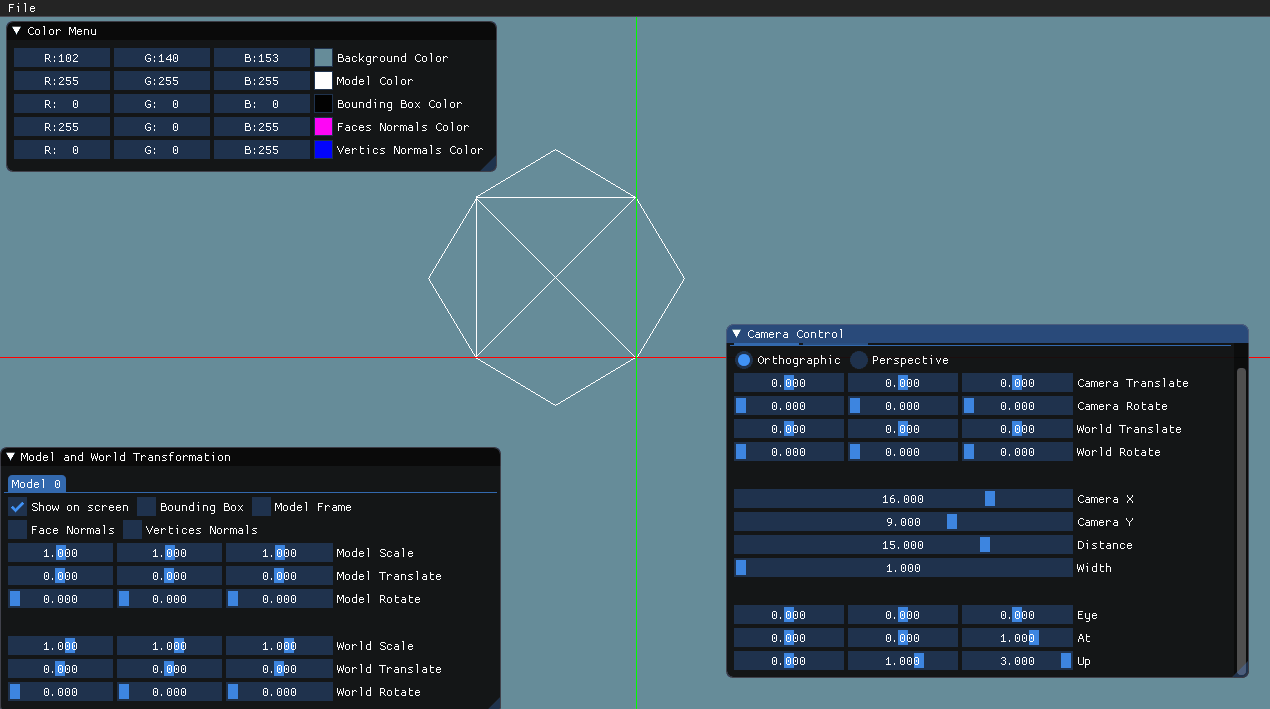 File
Color Menu
R:102 G:140 B:153 Background Color
R:255 G:255 B:255 Model Color
R: 0 G: 0 B: 0 Bounding Box Color
R:255 G: 0 B:255 Faces Normals Color
R: 0 G: 0 B:255 Vertics Normals Color
Camera Control
Orthographic Perspective
0.000 0.000 0.000 Camera Translate
0.000 0.000 0.000 Camera Rotate
0.000 0.000 0.000 World Translate
0.000 0.000 0.000 World Rotate
16.000 Camera X
9.000 Camera Y
15.000 Distance
1.000 Width
0.000 0.000 0.000 Eye
0.000 0.000 1.000 At
0.000 1.000 3.000 Up
Model and World Transformation
Model 0
Show on screen Bounding Box Model Frame
Face Normals Vertices Normals
1.000 1.000 1.000 Model Scale
0.000 0.000 0.000 Model Translate
0.000 0.000 0.000 Model Rotate
1.000 1.000 1.000 World Scale
0.000 0.000 0.000 World Translate
0.000 0.000 0.000 World Rotate